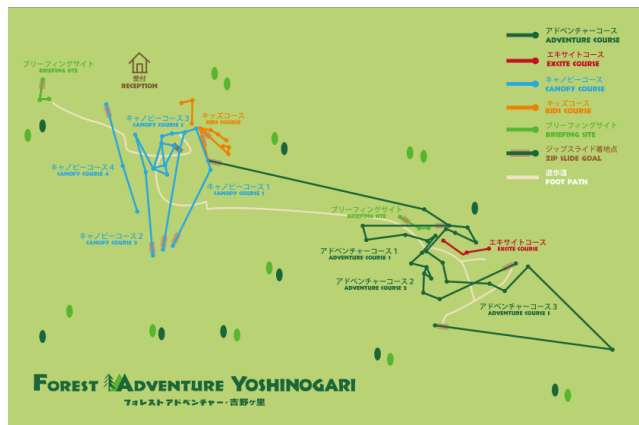 アドベンチャーコース
ADVENTURE COURSE
エキサイトコース
EXCITE COURSE
キャノピーコース
CANOPY COURSE
キッズコース
KIDS COURSE
ブリーフィングサイト
BRIEFING SITE
ジップスライド着地点
ZIP SLIDE GOAL
遊歩道
FOOT PATH
ブリーフィングサイト
BRIEFING SITE
受付
RECEPTION
キャノピーコース 3
CANOPY COURSE 3
キッズコース
KIDS COURSE
キャノピーコース 4
CANOPY COURSE 4
キャノピーコース 1
CANOPY COURSE 1
キャノピーコース 2
CANOPY COURSE 2
ブリーフィングサイト
BRIEFING SITE
エキサイトコース
EXCITE COURSE
アドベンチャーコース 1
ADVENTURE COURSE 1
アドベンチャーコース 2
ADVENTURE COURSE 2
アドベンチャーコース 3
ADVENTURE COURSE 3
FOREST ADVENTURE YOSHINOGARI
フォレストアドベンチャー・吉野ヶ里